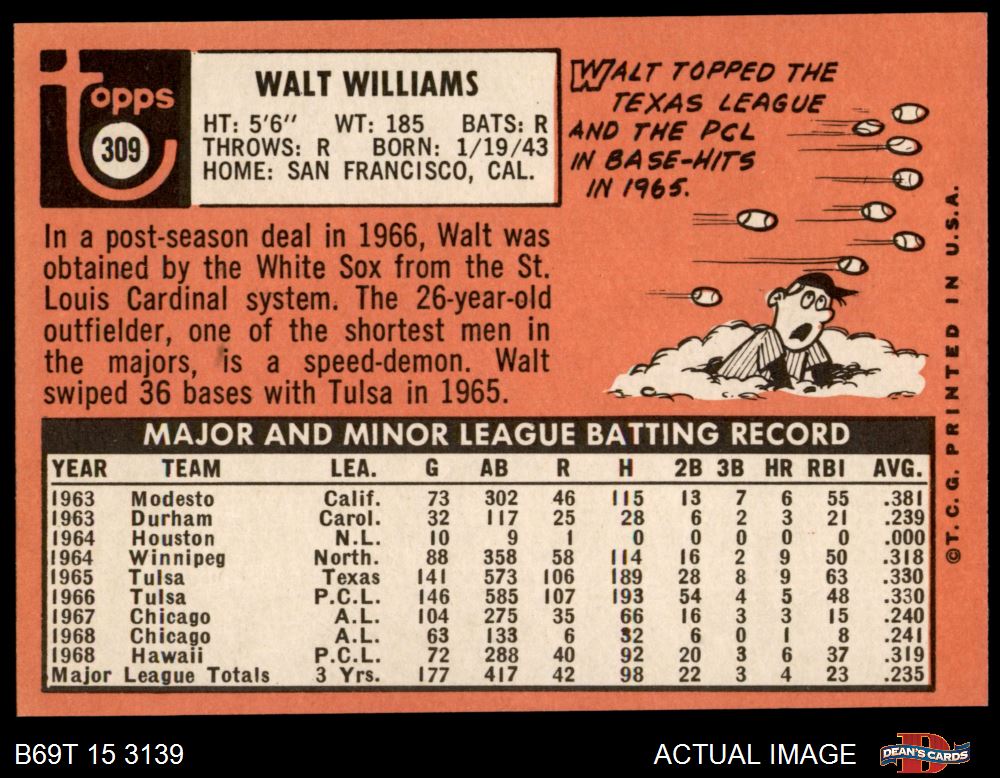 Topps
309
WALT WILLIAMS
HT: 5'6" WT: 185 BATS: R
THROWS: R BORN: 1/19/43
HOME: SAN FRANCISCO, CAL.
WALT TOPPED THE
TEXAS LEAGUE
AND THE PCL
IN BASE-HITS
IN 1965.
In a post-season deal in 1966, Walt was
obtained by the White Sox from the St.
Louis Cardinal system. The 26-year-old
outfielder, one of the shortest men in
the majors, is a speed-demon. Walt
swiped 36 bases with Tulsa in 1965.
MAJOR AND MINOR LEAGUE BATTING RECORD
YEAR TEAM LEA. G AB R H 2B 3B HR RBI AVG.
1963 Modesto Calif. 73 302 46 115 13 7 6 55 .381
1963 Durham Carol. 32 117 25 28 6 2 3 21 .239
1964 Houston N.L. 10 9 1 0 0 0 0 0 .000
1964 Winnipeg North. 88 358 58 114 16 2 9 50 .318
1965 Tulsa Texas 141 573 106 189 28 8 9 63 .330
1966 Tulsa P.C.L. 146 585 107 193 54 4 5 48 .330
1967 Chicago A.L. 104 275 35 66 16 3 3 15 .240
1968 Chicago A.L. 63 133 6 32 6 0 1 8 .241
1968 Hawaii P.C.L. 72 288 40 92 20 3 6 37 .319
Major League Totals 3 Yrs. 177 417 42 98 22 3 4 23 .235
©T.C.G. PRINTED IN U.S.A.
B69T 15 3139
ACTUAL IMAGE
DEAN'S CARDS